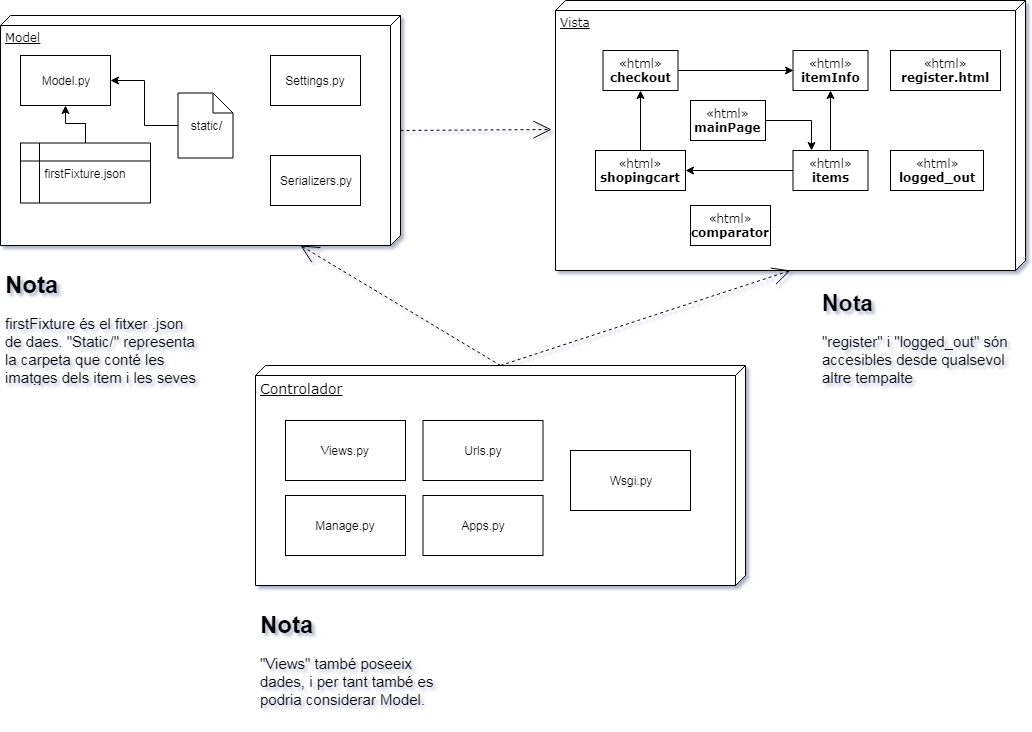 Model
Model.py
Settings.py
static/
firstFixture.json
Serializers.py
Vista
«html»
checkout
«html»
itemInfo
«html»
register.html
«html»
mainPage
«html»
shopingcart
«html»
items
«html»
logged_out
«html»
comparator
Nota
firstFixture és el fitxer .json
de daes. "Static/" representa
la carpeta que conté les
imatges dels item i les seves
Nota
"register" i "logged_out" són
accesibles desde qualsevol
altre tempalte
Controlador
Views.py
Urls.py
Wsgi.py
Manage.py
Apps.py
Nota
"Views" també poseeix
dades, i per tant també es
podria considerar Model.